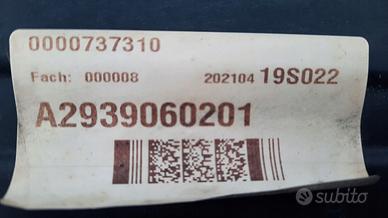 0000737310
Fach: 000008 202104 19S022
A2939060201
subito